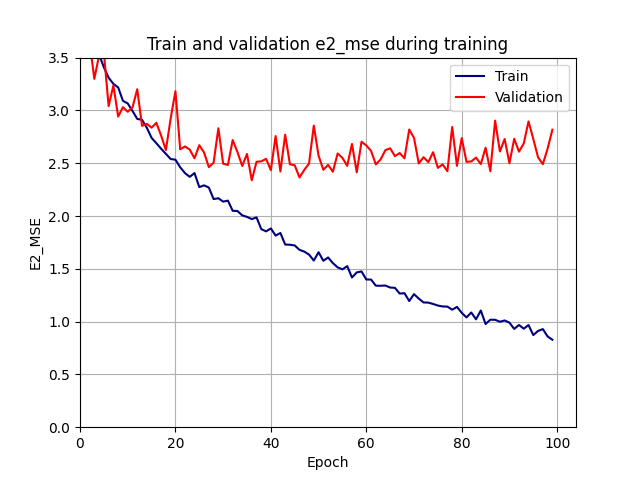 Train and validation e2_mse during training
Train
Validation
E2_MSE
3.5
3.0
2.5
2.0
1.5
1.0
0.5
0.0
0 20 40 60 80 100
Epoch